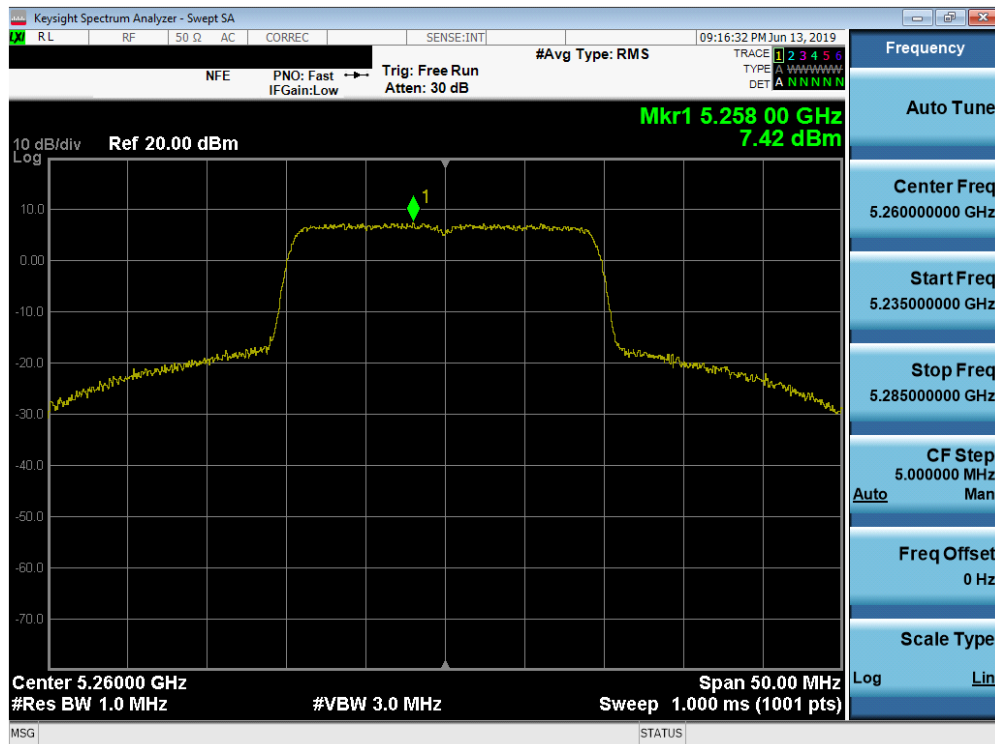 Keysight Spectrum Analyzer - Swept SA
LXI RL RF 50 Ω AC CORREC SENSE:INT 09:16:32 PM Jun 13, 2019
NFE PNO: Fast Trig: Free Run #Avg Type: RMS TRACE 1 2 3 4 5 6
IFGain:Low Atten: 30 dB TYPE A WWWWW
DET A N N N N N
Mkr1 5.258 00 GHz
7.42 dBm
10 dB/div Ref 20.00 dBm
Log
1
10.0
0.00
-10.0
-20.0
-30.0
-40.0
-50.0
-60.0
-70.0
Center 5.26000 GHz Span 50.00 MHz
#Res BW 1.0 MHz #VBW 3.0 MHz Sweep 1.000 ms (1001 pts)
MSG STATUS
Frequency
Auto Tune
Center Freq
5.260000000 GHz
Start Freq
5.235000000 GHz
Stop Freq
5.285000000 GHz
CF Step
5.000000 MHz
Auto Man
Freq Offset
0 Hz
Scale Type
Log Lin